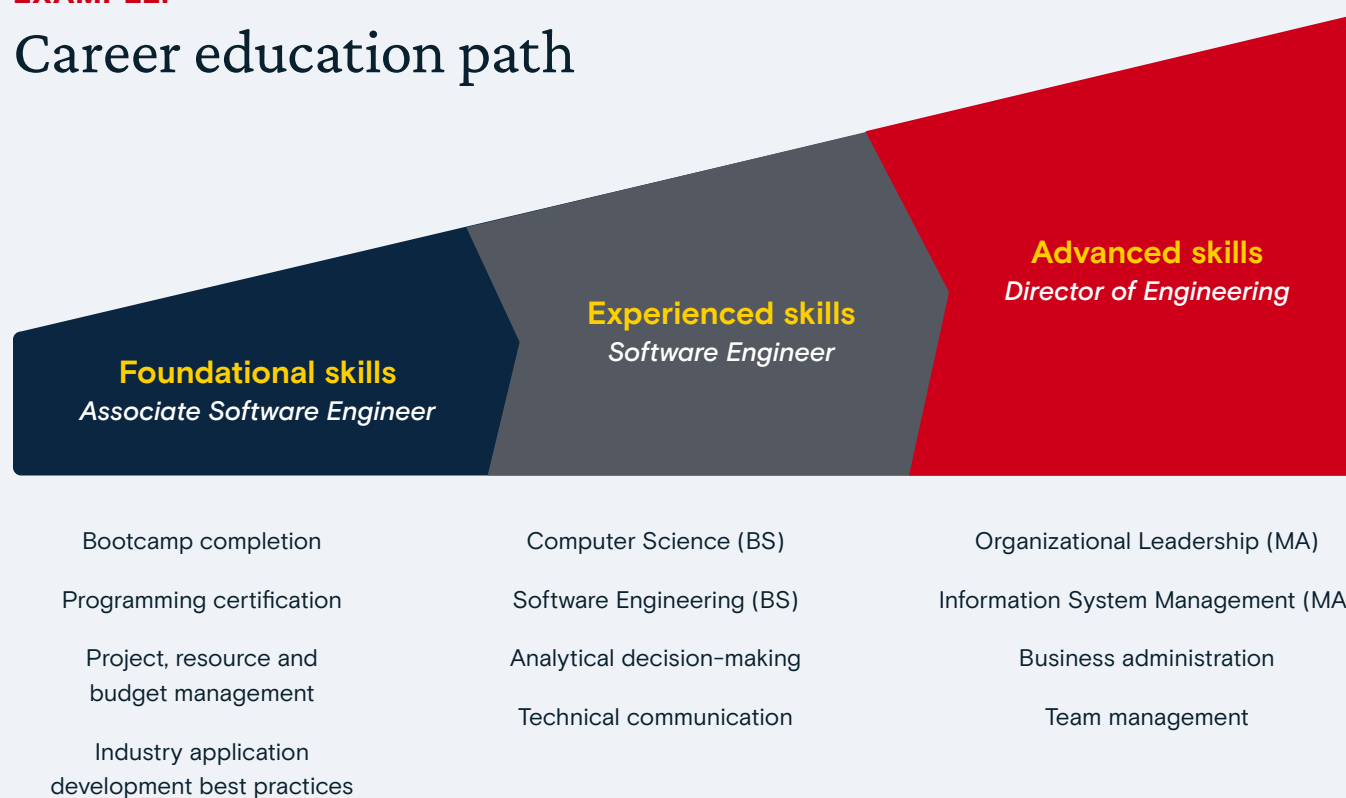 EXAMPLE:
Career education path
Advanced skills
Director of Engineering
Experienced skills
Software Engineer
Foundational skills
Associate Software Engineer
Bootcamp completion
Programming certification
Project, resource and
budget management
Industry application
development best practices
Computer Science (BS)
Software Engineering (BS)
Analytical decision-making
Technical communication
Organizational Leadership (MA)
Information System Management (MA
Business administration
Team management